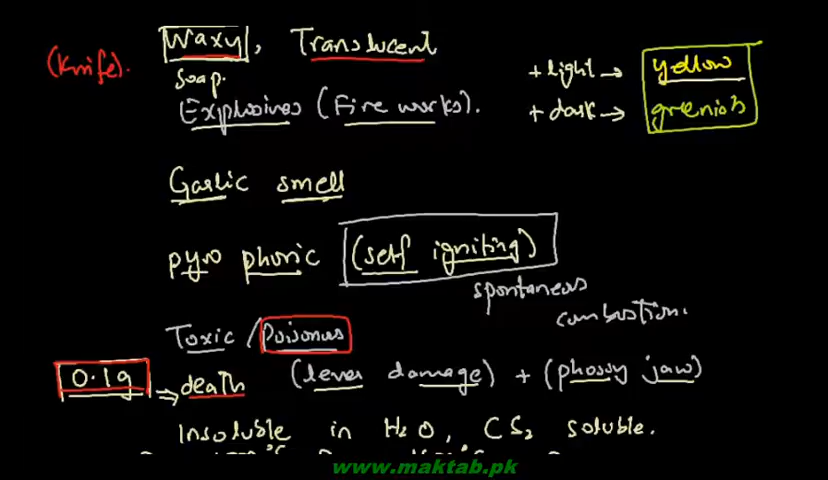 (Knife). Waxy, Translucent
soap.
+ light → yellow
Explosives (Fire works).
+ dark → greenish
Garlic smell
pyro phoric (self igniting)
spontaneous
combustion.
Toxic / Poisonous
0.1g ⇒ death (lever damage) + (phossy jaw)
Insoluble in H2O, CS2 soluble.
www.maktab.pk